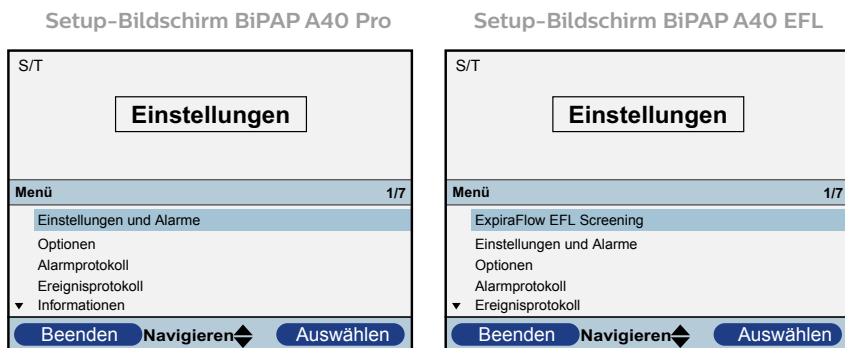 Setup-Bildschirm BiPAP A40 Pro
S/T
Einstellungen
Menü 1/7
Einstellungen und Alarme
Optionen
Alarmprotokoll
Ereignisprotokoll
Informationen
Beenden Navigieren Auswählen
Setup-Bildschirm BiPAP A40 EFL
S/T
Einstellungen
Menü 1/7
ExpiraFlow EFL Screening
Einstellungen und Alarme
Optionen
Alarmprotokoll
Ereignisprotokoll
Beenden Navigieren Auswählen